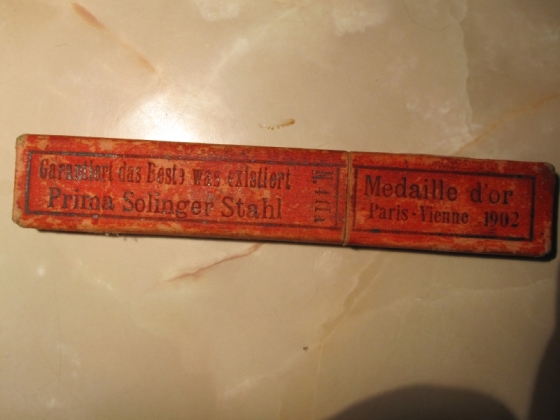 Garantiert das Beste was existiert
Prima Solinger Stahl
Medaille d'or
Paris-Vienne 1902